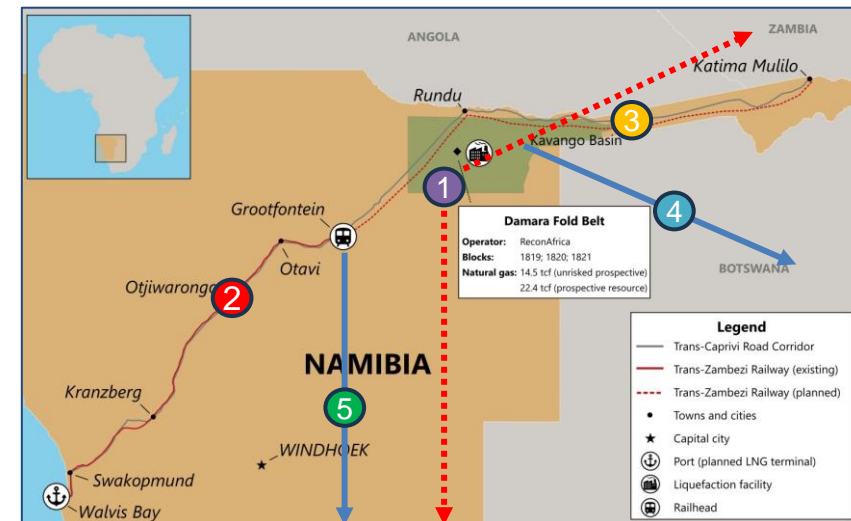 ANGOLA
ZAMBIA
Katima Mulilo
Rundu
3
Kavango Basin
1
Grootfontein
4
Damara Fold Belt
Operator: ReconAfrica
Blocks: 1819; 1820; 1821
Natural gas: 14.5 tcf (unrisked prospective)
22.4 tcf (prospective resource)
Otavi
BOTSWANA
Otjiwarongo
2
NAMIBIA
Kranzberg
5
WINDHOEK
Swakopmund
Walvis Bay
Legend
Trans-Caprivi Road Corridor
Trans-Zambezi Railway (existing)
Trans-Zambezi Railway (planned)
Towns and cities
Capital city
Port (planned LNG terminal)
Liquefaction facility
Railhead